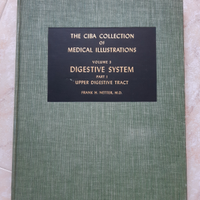 THE CIBA COLLECTION
OF
MEDICAL ILLUSTRATIONS
VOLUME 3
DIGESTIVE SYSTEM
PART I
UPPER DIGESTIVE TRACT
FRANK H. NETTER, M.D.